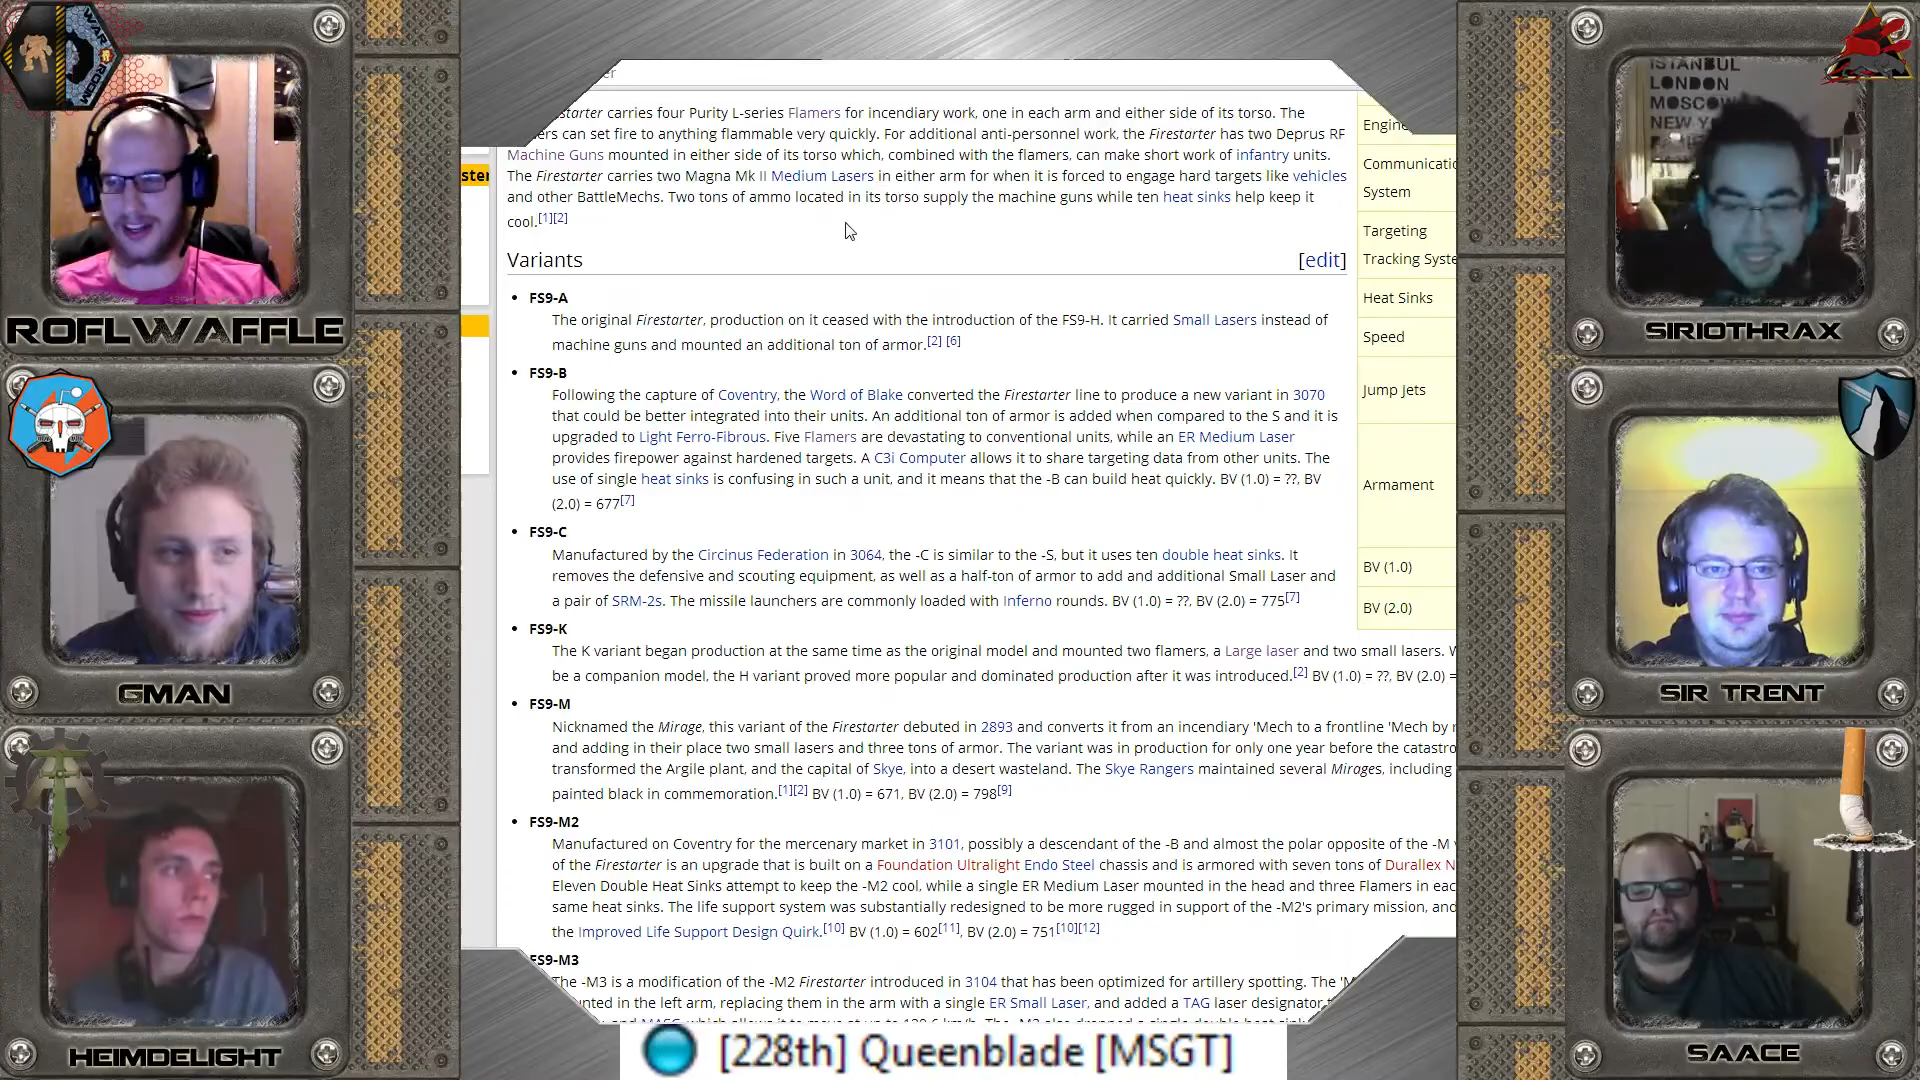 er
starter carries four Purity L-series Flamers for incendiary work, one in each arm and either side of its torso. The
ers can set fire to anything flammable very quickly. For additional anti-personnel work, the Firestarter has two Deprus RF
Machine Guns mounted in either side of its torso which, combined with the flamers, can make short work of infantry units.
The Firestarter carries two Magna Mk II Medium Lasers in either arm for when it is forced to engage hard targets like vehicles
and other BattleMechs. Two tons of ammo located in its torso supply the machine guns while ten heat sinks help keep it
cool.[1][2]
Variants [edit]
• FS9-A
The original Firestarter, production on it ceased with the introduction of the FS9-H. It carried Small Lasers instead of
machine guns and mounted an additional ton of armor.[2] [6]
• FS9-B
Following the capture of Coventry, the Word of Blake converted the Firestarter line to produce a new variant in 3070
that could be better integrated into their units. An additional ton of armor is added when compared to the S and it is
upgraded to Light Ferro-Fibrous. Five Flamers are devastating to conventional units, while an ER Medium Laser
provides firepower against hardened targets. A C3i Computer allows it to share targeting data from other units. The
use of single heat sinks is confusing in such a unit, and it means that the -B can build heat quickly. BV (1.0) = ??, BV
(2.0) = 677[7]
• FS9-C
Manufactured by the Circinus Federation in 3064, the -C is similar to the -S, but it uses ten double heat sinks. It
removes the defensive and scouting equipment, as well as a half-ton of armor to add and additional Small Laser and
a pair of SRM-2s. The missile launchers are commonly loaded with Inferno rounds. BV (1.0) = ??, BV (2.0) = 775[7]
• FS9-K
The K variant began production at the same time as the original model and mounted two flamers, a Large laser and two small lasers. W
be a companion model, the H variant proved more popular and dominated production after it was introduced.[2] BV (1.0) = ??, BV (2.0) =
• FS9-M
Nicknamed the Mirage, this variant of the Firestarter debuted in 2893 and converts it from an incendiary 'Mech to a frontline 'Mech by r
and adding in their place two small lasers and three tons of armor. The variant was in production for only one year before the catastro
transformed the Argile plant, and the capital of Skye, into a desert wasteland. The Skye Rangers maintained several Mirages, including
painted black in commemoration.[1][2] BV (1.0) = 671, BV (2.0) = 798[9]
• FS9-M2
Manufactured on Coventry for the mercenary market in 3101, possibly a descendant of the -B and almost the polar opposite of the -M
of the Firestarter is an upgrade that is built on a Foundation Ultralight Endo Steel chassis and is armored with seven tons of Durallex N
Eleven Double Heat Sinks attempt to keep the -M2 cool, while a single ER Medium Laser mounted in the head and three Flamers in eac
same heat sinks. The life support system was substantially redesigned to be more rugged in support of the -M2's primary mission, and
the Improved Life Support Design Quirk.[10] BV (1.0) = 602[11], BV (2.0) = 751[10][12]
FS9-M3
The -M3 is a modification of the -M2 Firestarter introduced in 3104 that has been optimized for artillery spotting. The 'M
unted in the left arm, replacing them in the arm with a single ER Small Laser, and added a TAG laser designator
Engine
Communicatio
System
Targeting
Tracking Syste
Heat Sinks
Speed
Jump Jets
Armament
BV (1.0)
BV (2.0)
ster
WAR
ROOM
ROFLWAFFLE
GMAN
HEIMDELIGHT
ISTANBUL
LONDON
MOSCOW
NEW Y
SIRIOTHRAX
SIR TRENT
SAACE
[228th] Queenblade [MSGT]